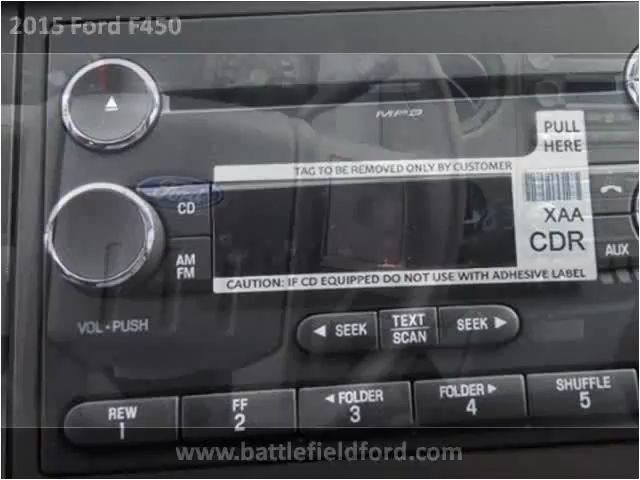 2015 Ford F450
MP3
PULL
HERE
TAG TO BE REMOVED ONLY BY CUSTOMER
Ford
CD
XAA
CDR
AUX
AM
FM
CAUTION: IF CD EQUIPPED DO NOT USE WITH ADHESIVE LABEL
VOL•PUSH
◄ SEEK
TEXT
SCAN
SEEK ►
REW
1
FF
2
◄ FOLDER
3
FOLDER ►
4
SHUFFLE
5
www.battlefieldford.com